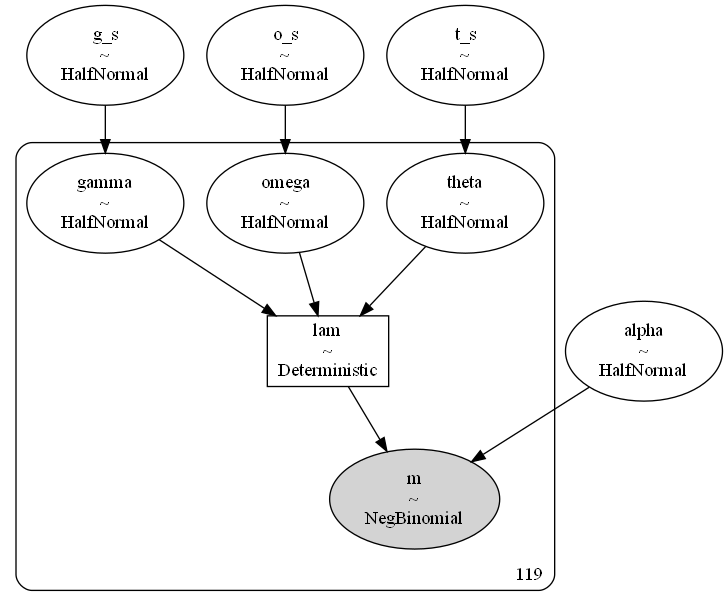 g_s
~
HalfNormal
o_s
~
HalfNormal
t_s
~
HalfNormal
gamma
~
HalfNormal
omega
~
HalfNormal
theta
~
HalfNormal
lam
~
Deterministic
alpha
~
HalfNormal
m
~
NegBinomial
119